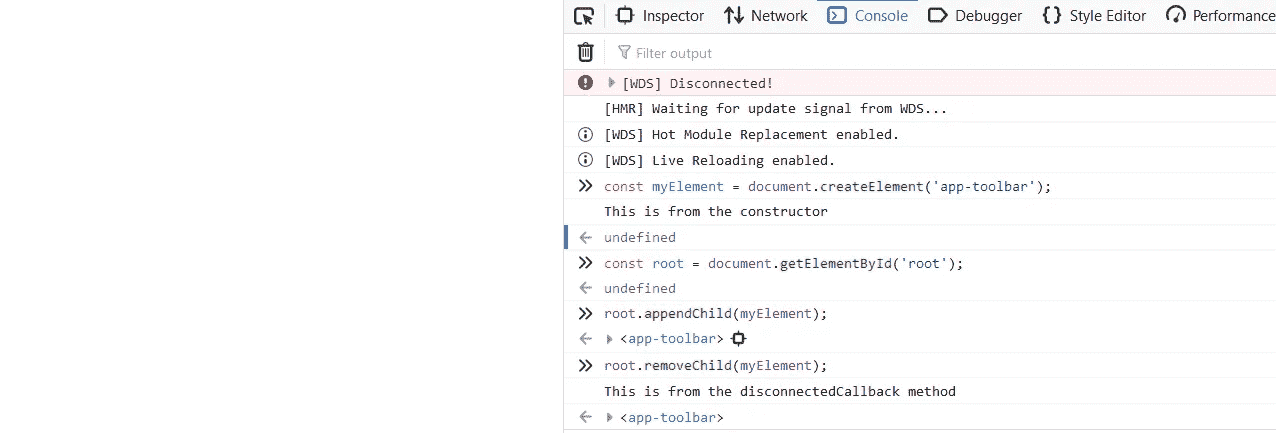 Inspector Network Console Debugger Style Editor Performance
Filter output
[WDS] Disconnected!
[HMR] Waiting for update signal from WDS...
[WDS] Hot Module Replacement enabled.
[WDS] Live Reloading enabled.
const myElement = document.createElement('app-toolbar');
This is from the constructor
undefined
const root = document.getElementById('root');
undefined
root.appendChild(myElement);
<app-toolbar>
root.removeChild(myElement);
This is from the disconnectedCallback method
<app-toolbar>